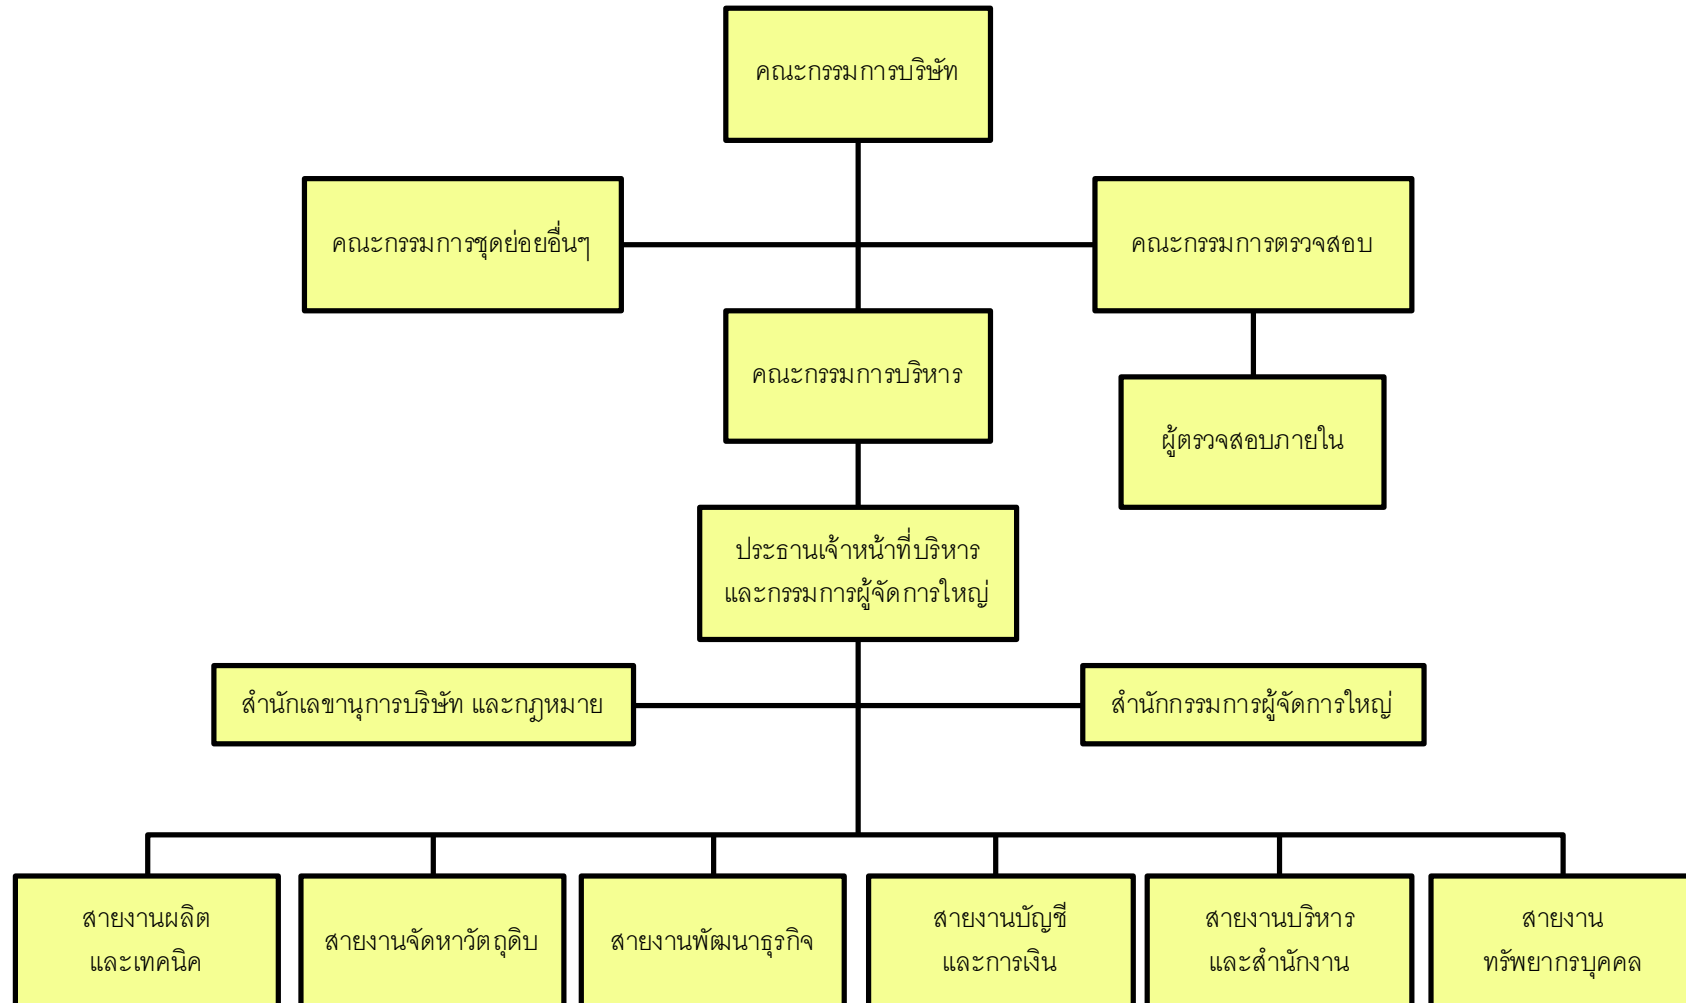 คณะกรรมการบริษัท
คณะกรรมการชุดย่อยอื่นๆ
คณะกรรมการตรวจสอบ
คณะกรรมการบริหาร
ผู้ตรวจสอบภายใน
ประธานเจ้าหน้าที่บริหาร
และกรรมการผู้จัดการใหญ่
สำนักเลขานุการบริษัท และกฎหมาย
สำนักกรรมการผู้จัดการใหญ่
สายงานผลิต
และเทคนิค
สายงานจัดหาวัตถุดิบ
สายงานพัฒนาธุรกิจ
สายงานบัญชี
และการเงิน
สายงานบริหาร
และสำนักงาน
สายงาน
ทรัพยากรบุคคล